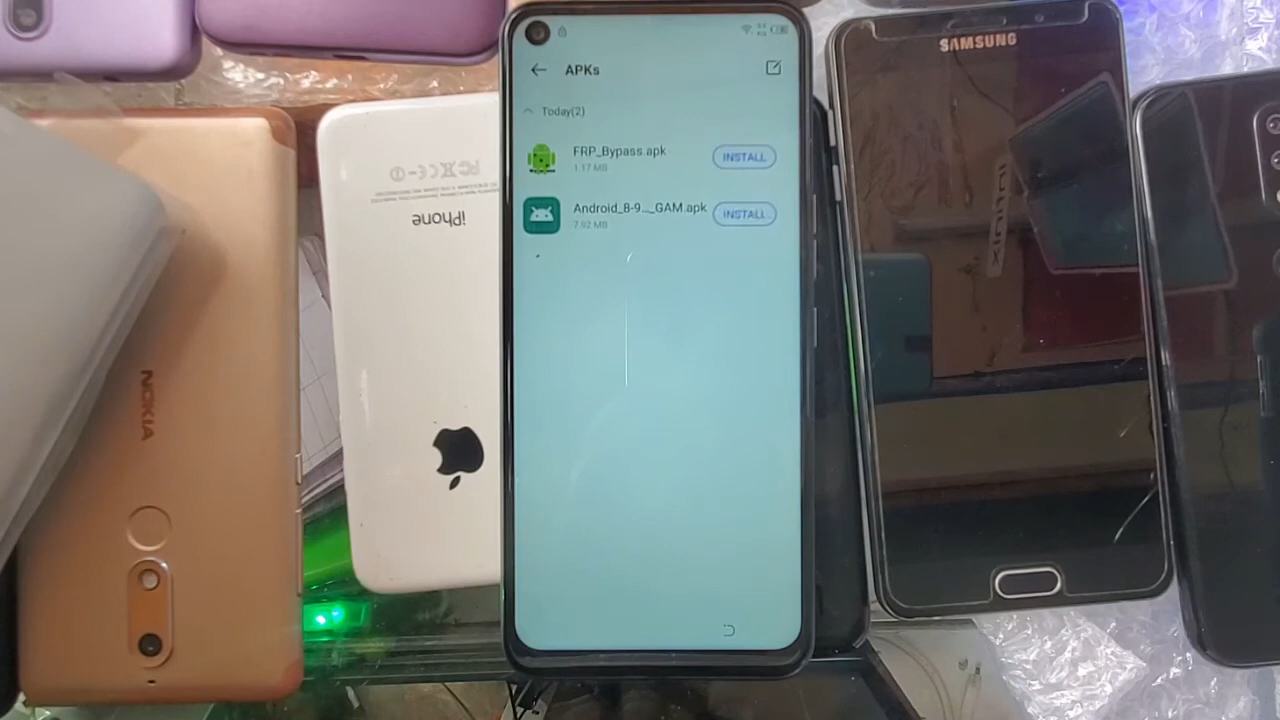 APKs
Today(2)
FRP_Bypass.apk
1.17 MB
INSTALL
Android_8-9..._GAM.apk
7.92 MB
INSTALL
SAMSUNG
Infinix
iPhone
NOKIA